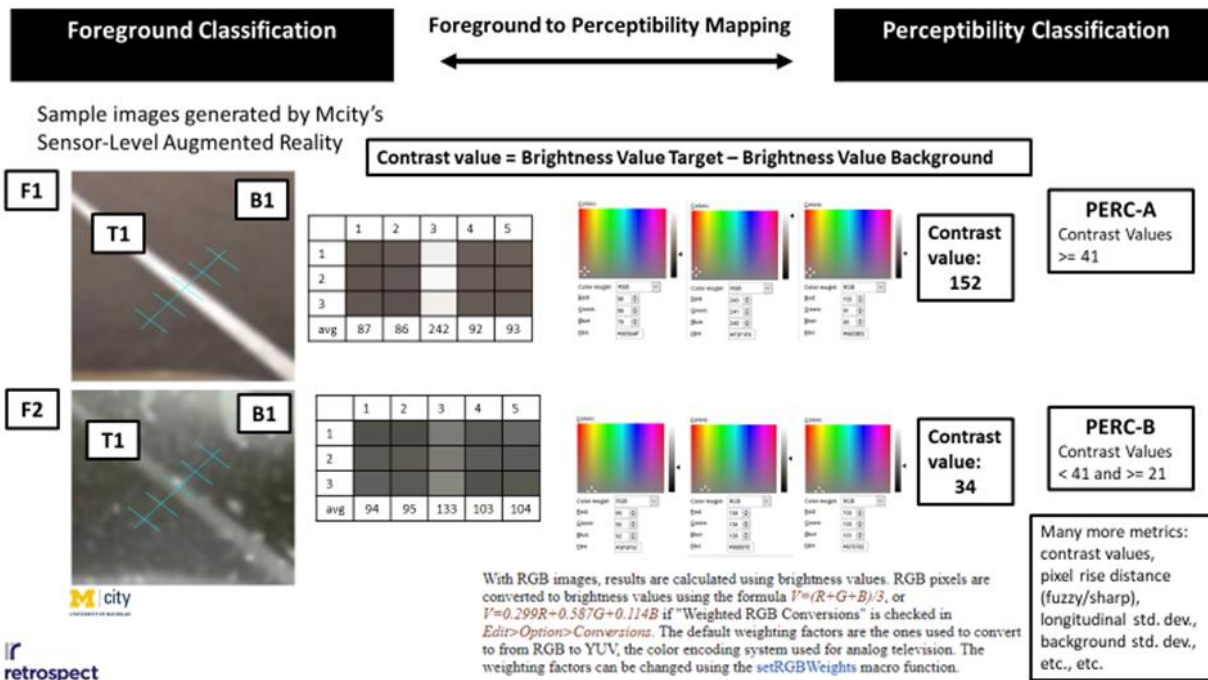 Foreground Classification
Foreground to Perceptibility Mapping
Perceptibility Classification
Sample images generated by Mcity's
Sensor-Level Augmented Reality
Contrast value = Brightness Value Target – Brightness Value Background
F1
B1
T1
1 2 3 4 5
1
2
3
avg 87 86 242 92 93
Contrast
value:
152
PERC-A
Contrast Values
>= 41
F2
B1
T1
1 2 3 4 5
1
2
3
avg 94 95 133 103 104
Contrast
value:
34
PERC-B
Contrast Values
< 41 and >= 21
Many more metrics:
contrast values,
pixel rise distance
(fuzzy/sharp),
longitudinal std. dev.,
background std. dev.,
etc., etc.
With RGB images, results are calculated using brightness values. RGB pixels are
converted to brightness values using the formula V=(R+G+B)/3, or
V=0.299R+0.587G+0.114B if "Weighted RGB Conversions" is checked in
Edit>Option>Conversions. The default weighting factors are the ones used to convert
to from RGB to YUV, the color encoding system used for analog television. The
weighting factors can be changed using the setRGBWeights macro function.
M city
UNIVERSITY OF MICHIGAN
retrospect